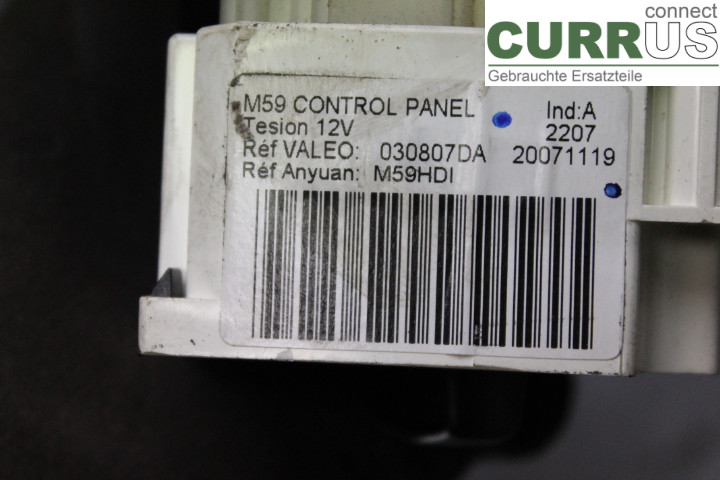 connect
CURRUS
Gebrauchte Ersatzteile
M59 CONTROL PANEL Ind:A
Tesion 12V 2207
Réf VALEO: 030807DA 20071119
Réf Anyuan: M59HDI